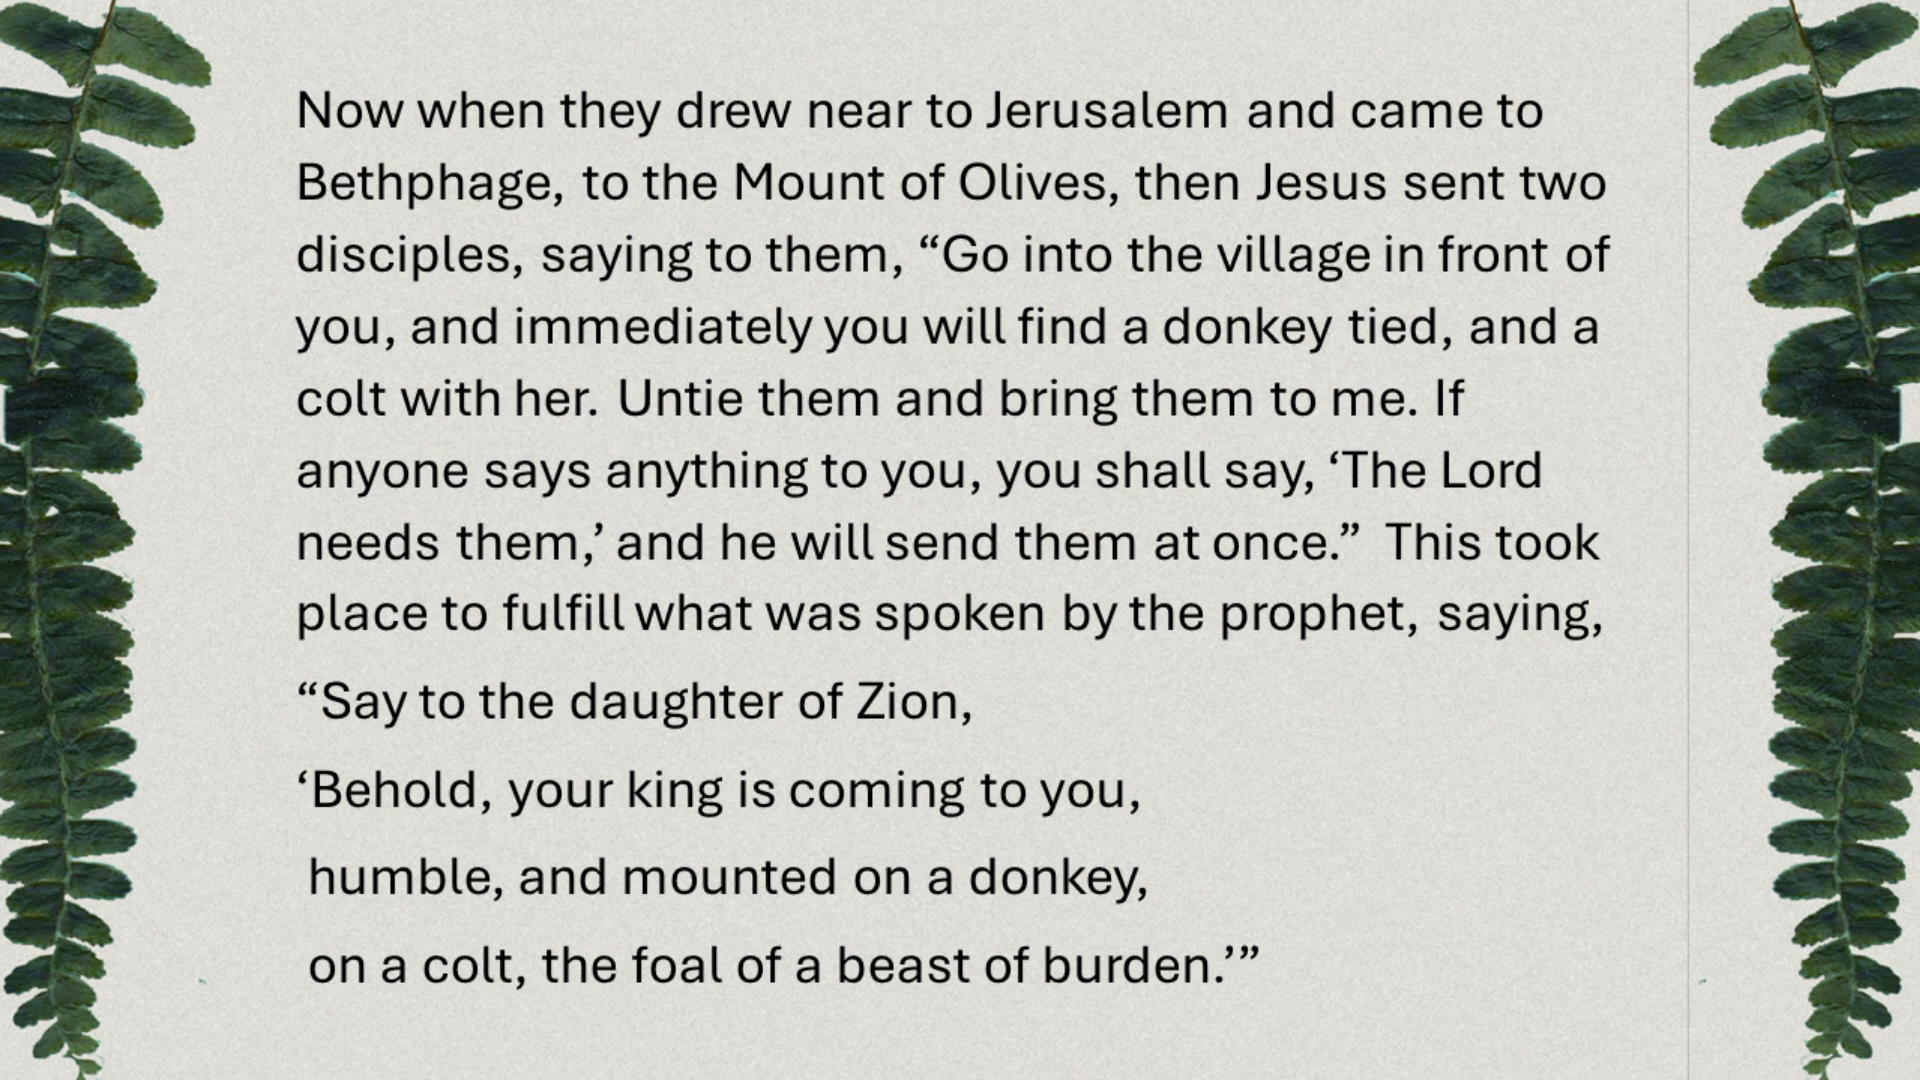 Now when they drew near to Jerusalem and came to
Bethphage, to the Mount of Olives, then Jesus sent two
disciples, saying to them, “Go into the village in front of
you, and immediately you will find a donkey tied, and a
colt with her. Untie them and bring them to me. If
anyone says anything to you, you shall say, ‘The Lord
needs them,’ and he will send them at once.” This took
place to fulfill what was spoken by the prophet, saying,
“Say to the daughter of Zion,
‘Behold, your king is coming to you,
humble, and mounted on a donkey,
on a colt, the foal of a beast of burden.’”